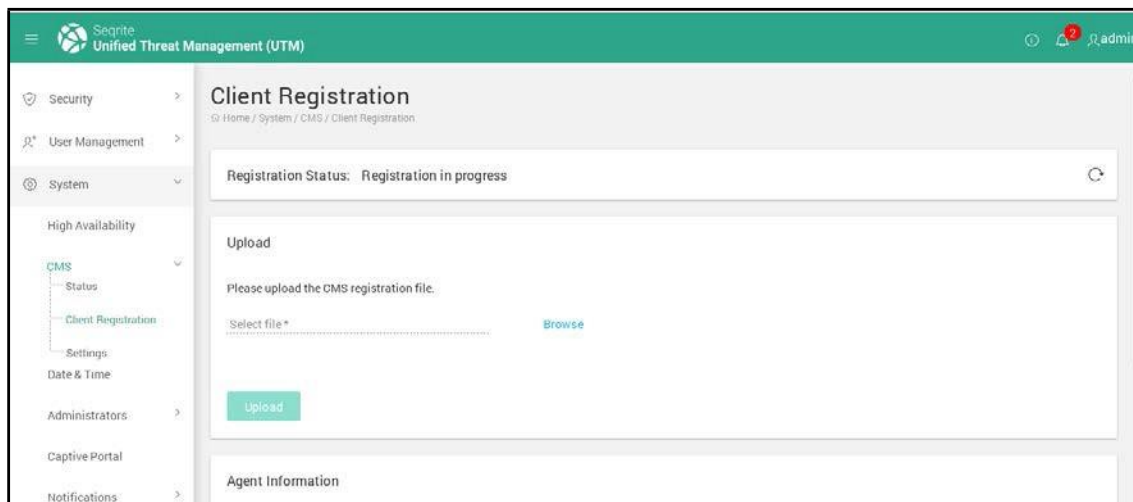 Seqrite
Unified Threat Management (UTM)
2
admin
Security
User Management
System
High Availability
CMS
Status
Client Registration
Settings
Date & Time
Administrators
Captive Portal
Notifications
Client Registration
Home / System / CMS / Client Registration
Registration Status: Registration in progress
Upload
Please upload the CMS registration file.
Select file *
Browse
Upload
Agent Information